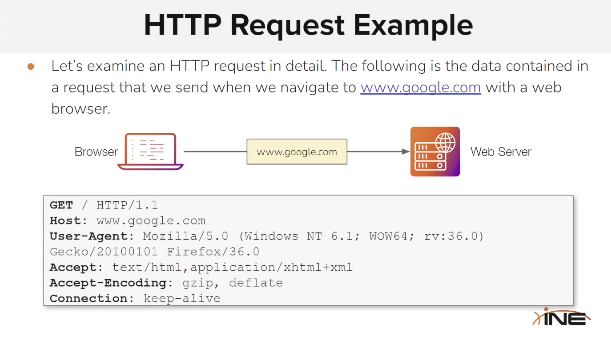 HTTP Request Example
● Let's examine an HTTP request in detail. The following is the data contained in
a request that we send when we navigate to www.google.com with a web
browser.
Browser www.google.com Web Server
GET / HTTP/1.1
Host: www.google.com
User-Agent: Mozilla/5.0 (Windows NT 6.1; WOW64; rv:36.0)
Gecko/20100101 Firefox/36.0
Accept: text/html,application/xhtml+xml
Accept-Encoding: gzip, deflate
Connection: keep-alive
INE